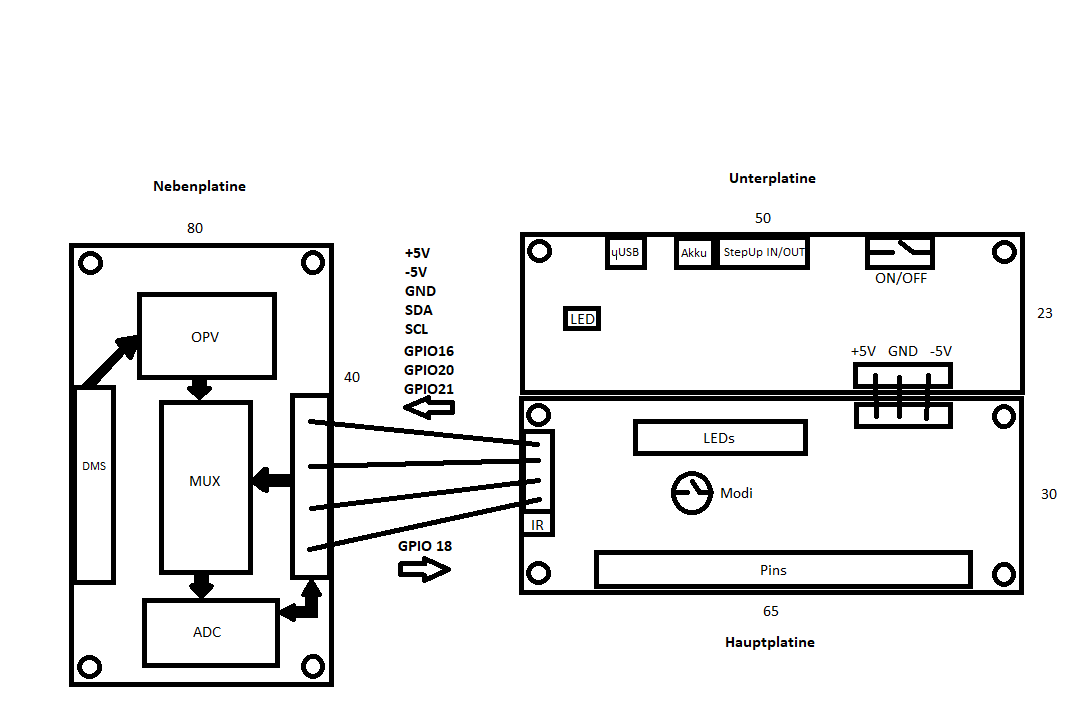 Nebenplatine
80
OPV
DMS
MUX
ADC
40
+5V
-5V
GND
SDA
SCL
GPIO16
GPIO20
GPIO21
GPIO 18
Unterplatine
50
qUSB
Akku
StepUp IN/OUT
ON/OFF
LED
23
+5V GND -5V
LEDs
Modi
IR
30
Pins
65
Hauptplatine